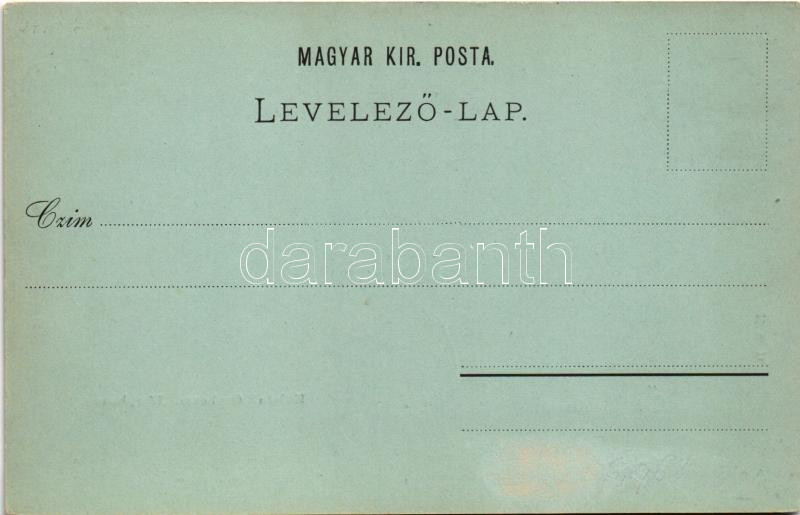 MAGYAR KIR. POSTA.
LEVELEZŐ-LAP.
Czim
darabanth